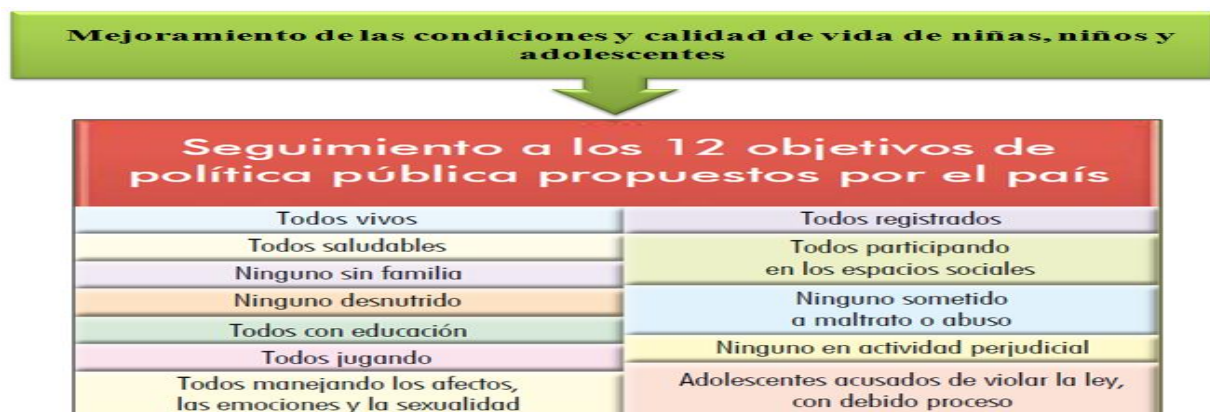 Mejoramiento de las condiciones y calidad de vida de niñas, niños y
adolescentes
Seguimiento a los 12 objetivos de
política pública propuestos por el país
Todos vivos
Todos saludables
Ninguno sin familia
Ninguno desnutrido
Todos con educación
Todos jugando
Todos manejando los afectos,
las emociones y la sexualidad
Todos registrados
Todos participando
en los espacios sociales
Ninguno sometido
a maltrato o abuso
Ninguno en actividad perjudicial
Adolescentes acusados de violar la ley,
con debido proceso